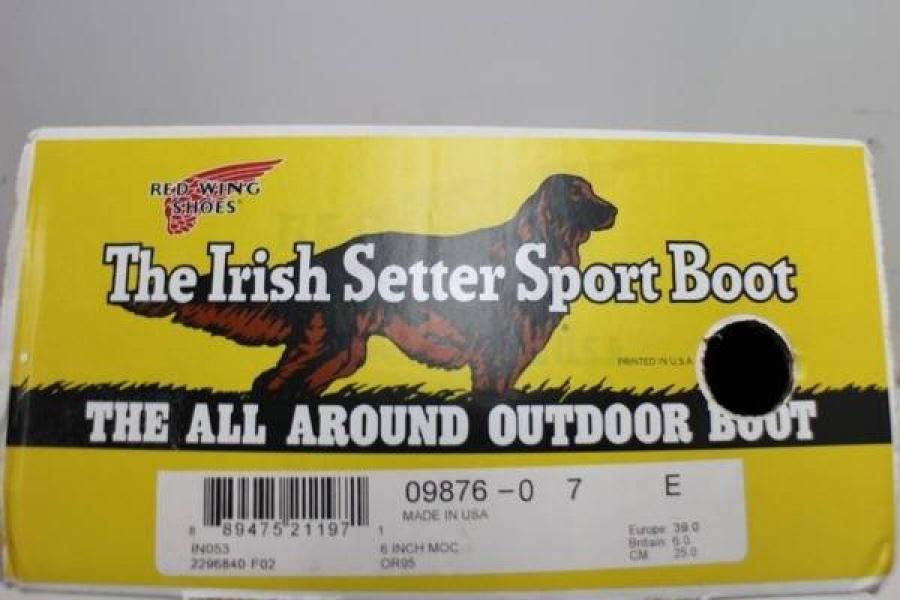 RED WING
SHOES
The Irish Setter Sport Boot
PRINTED IN U.S.A.
THE ALL AROUND OUTDOOR BOOT
09876-0 7 E
MADE IN USA
8 89475 21197 1
IN053
2296840 F02
6 INCH MOC
OR95
Europe 39.0
Britain 6.0
CM 25.0